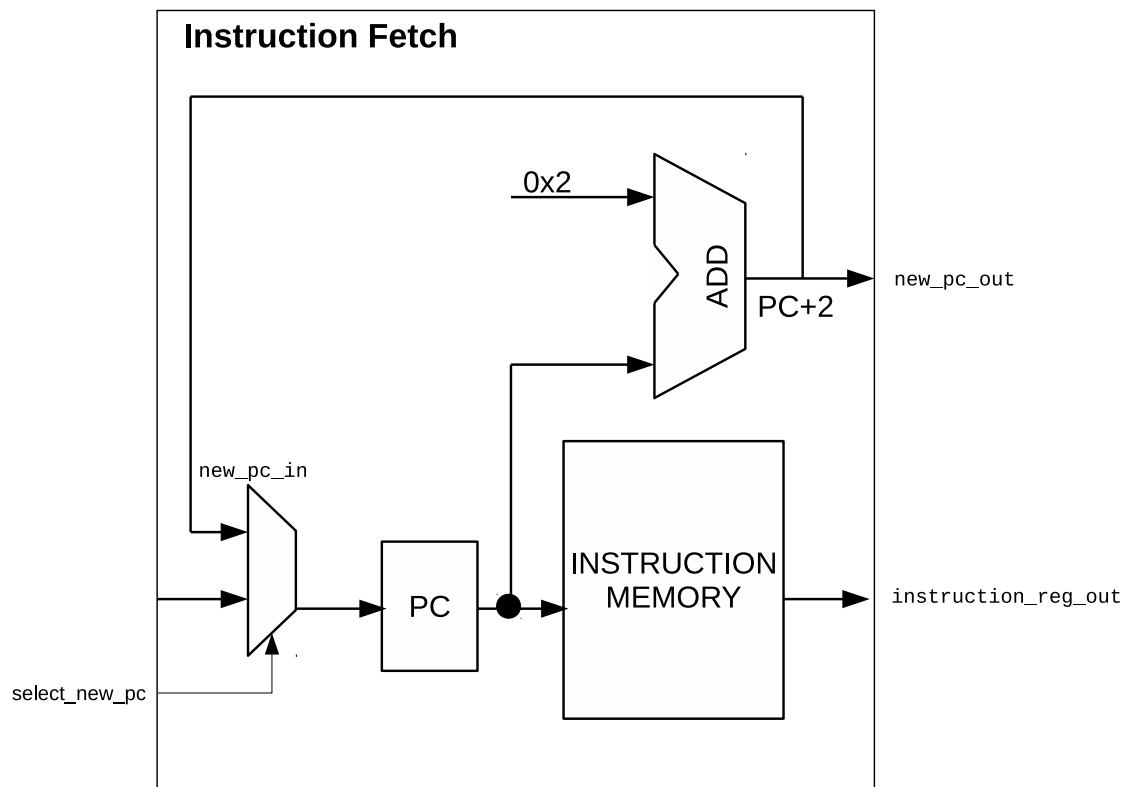 Instruction Fetch
0x2
ADD
new_pc_out
PC+2
new_pc_in
INSTRUCTION
MEMORY
PC
instruction_reg_out
select_new_pc